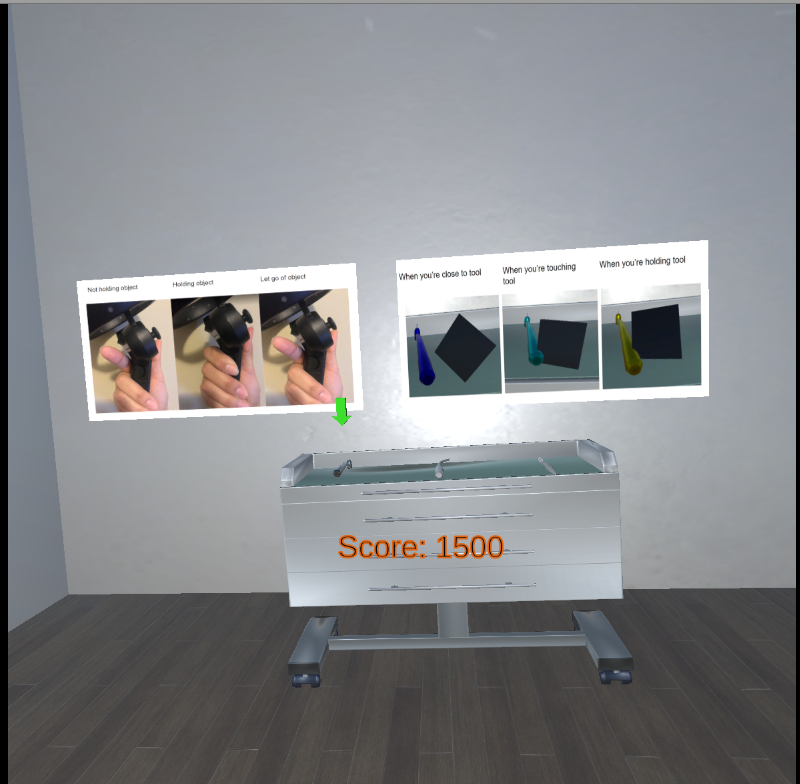 Not holding object
Holding object
Let go of object
When you're close to tool
When you're touching
tool
When you're holding tool
Score: 1500